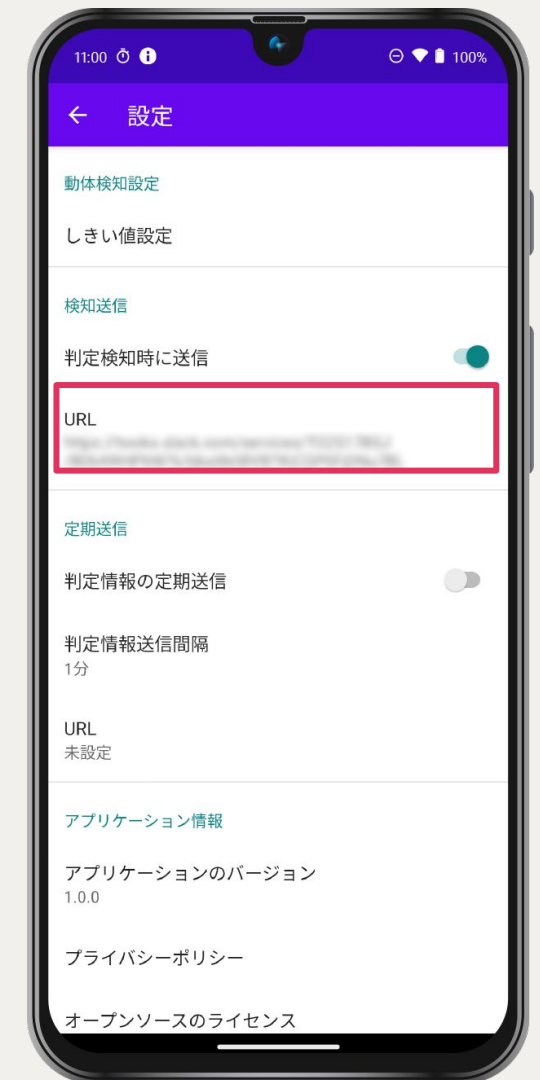 11:00
100%
設定
動体検知設定
しきい値設定
検知送信
判定検知時に送信
URL
定期送信
判定情報の定期送信
判定情報送信間隔
1分
URL
未設定
アプリケーション情報
アプリケーションのバージョン
1.0.0
プライバシーポリシー
オープンソースのライセンス